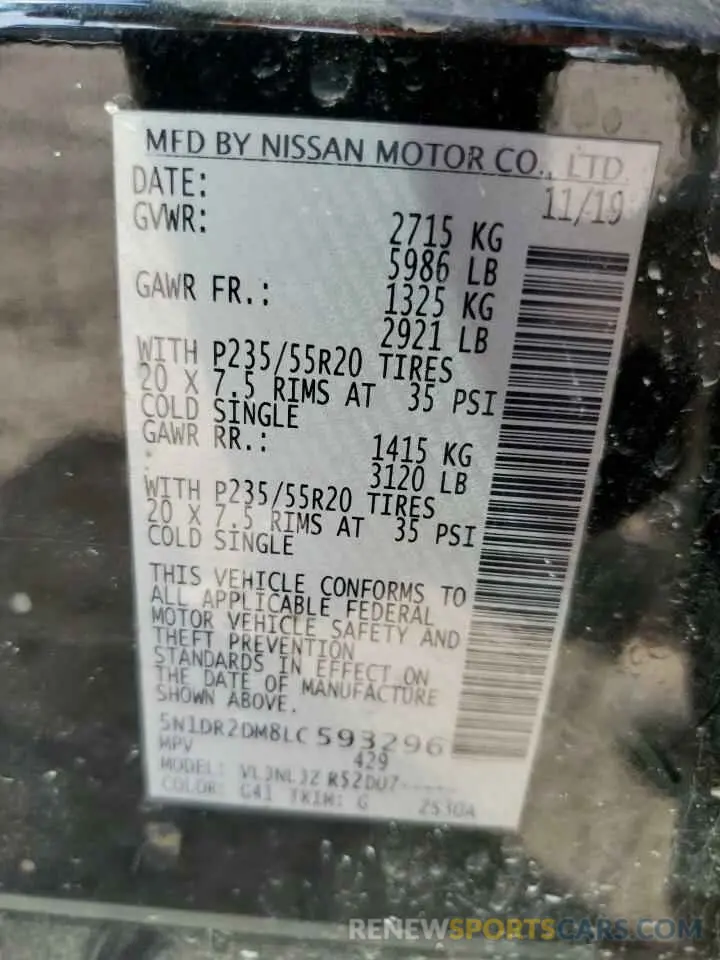 MFD BY NISSAN MOTOR CO., LTD.
DATE: 11/19
GVWR: 2715 KG
5986 LB
GAWR FR.: 1325 KG
2921 LB
WITH P235/55R20 TIRES
20 X 7.5 RIMS AT 35 PSI
COLD SINGLE
GAWR RR.: 1415 KG
: 3120 LB
WITH P235/55R20 TIRES
20 X 7.5 RIMS AT 35 PSI
COLD SINGLE
THIS VEHICLE CONFORMS TO
ALL APPLICABLE FEDERAL
MOTOR VEHICLE SAFETY AND
THEFT PREVENTION
STANDARDS IN EFFECT ON
THE DATE OF MANUFACTURE
SHOWN ABOVE.
5N1DR2DM8LC593296
MPV 429
MODEL:
COLOR: G41 TRIM: G 2530A
RENEWSPORTSCARS.COM